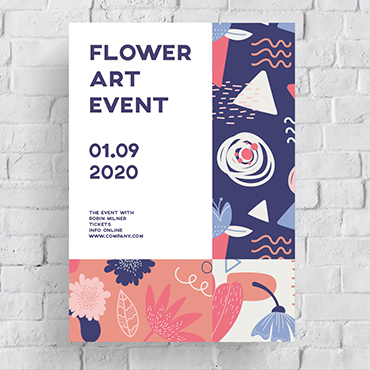 FLOWER
ART
EVENT
01.09
2020
THE EVENT WITH
ROBIN MILNER
TICKETS
INFO ONLINE
WWW.COMPANY.COM